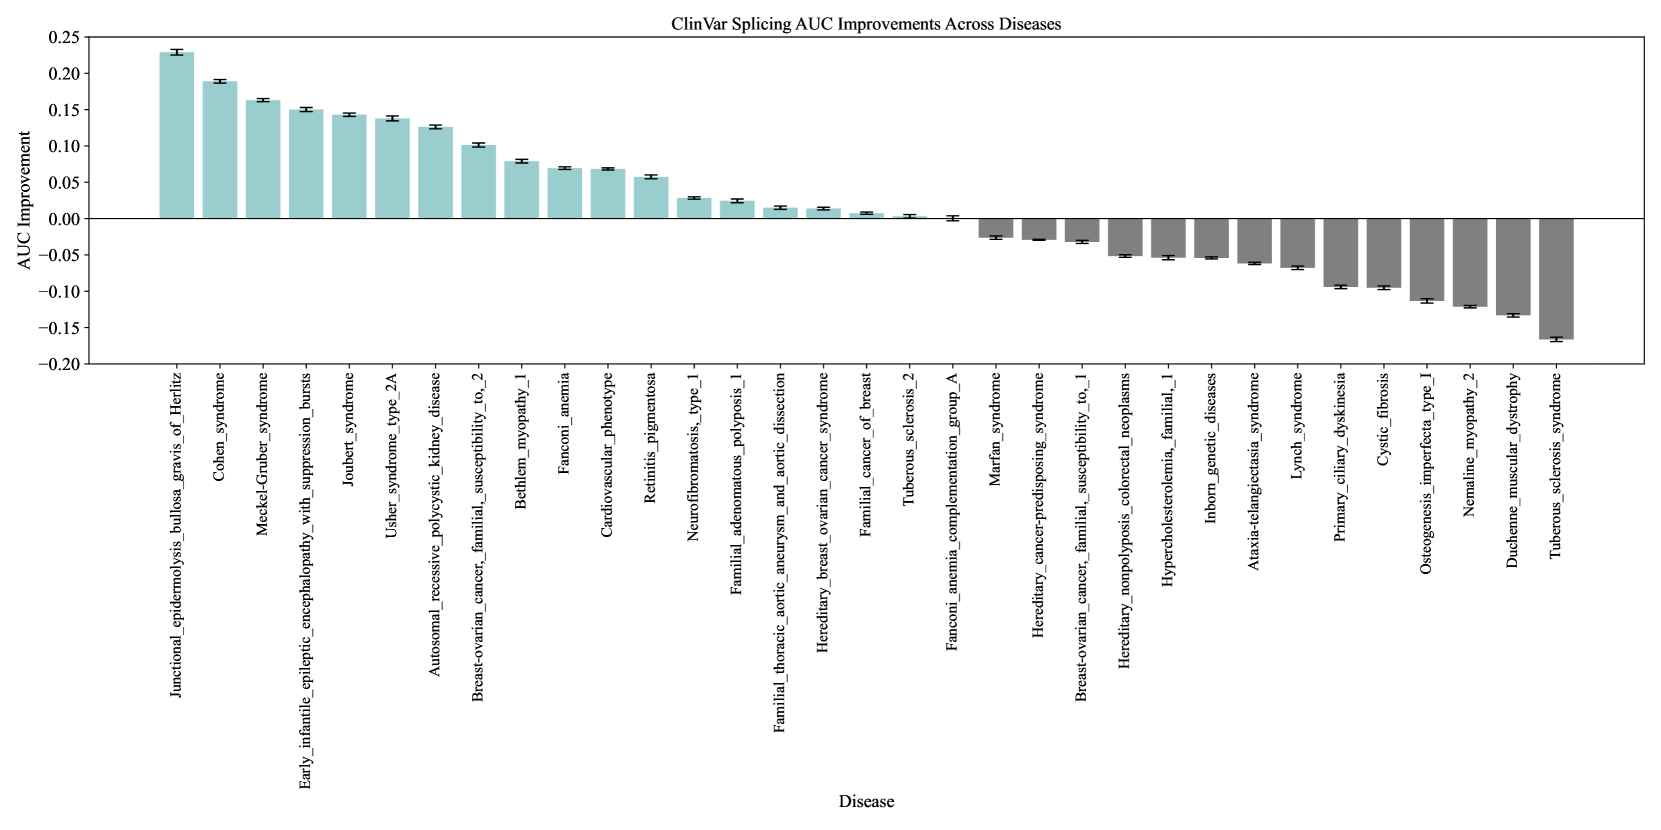 ClinVar Splicing AUC Improvements Across Diseases
AUC Improvement
0.25
0.20
0.15
0.10
0.05
0.00
−0.05
−0.10
−0.15
−0.20
Junctional_epidermolysis_bullosa_gravis_of_Herlitz
Cohen_syndrome
Meckel-Gruber_syndrome
Early_infantile_epileptic_encephalopathy_with_suppression_bursts
Joubert_syndrome
Usher_syndrome_type_2A
Autosomal_recessive_polycystic_kidney_disease
Breast-ovarian_cancer,_familial,_susceptibility_to,_2
Bethlem_myopathy_1
Fanconi_anemia
Cardiovascular_phenotype
Retinitis_pigmentosa
Neurofibromatosis,_type_1
Familial_adenomatous_polyposis_1
Familial_thoracic_aortic_aneurysm_and_aortic_dissection
Hereditary_breast_ovarian_cancer_syndrome
Familial_cancer_of_breast
Tuberous_sclerosis_2
Fanconi_anemia_complementation_group_A
Marfan_syndrome
Hereditary_cancer-predisposing_syndrome
Breast-ovarian_cancer,_familial,_susceptibility_to,_1
Hereditary_nonpolyposis_colorectal_neoplasms
Hypercholesterolemia,_familial,_1
Inborn_genetic_diseases
Ataxia-telangiectasia_syndrome
Lynch_syndrome
Primary_ciliary_dyskinesia
Cystic_fibrosis
Osteogenesis_imperfecta_type_I
Nemaline_myopathy_2
Duchenne_muscular_dystrophy
Tuberous_sclerosis_syndrome
Disease